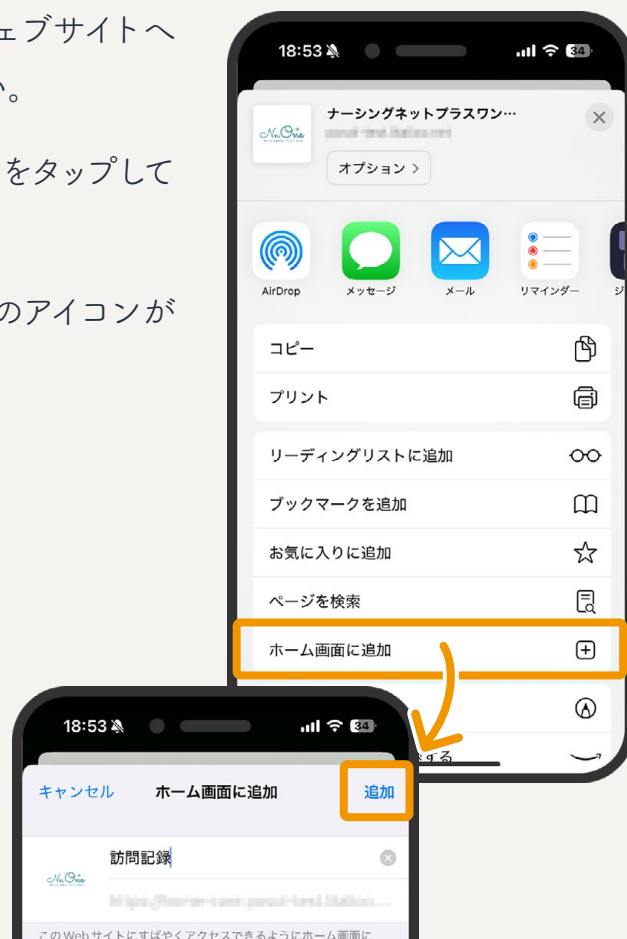 ェブサイトへ
い。
をタップして
のアイコンが
18:53
34
ナーシングネットプラスワン…
NnOne
オプション >
AirDrop
メッセージ
メール
リマインダー
ジ
コピー
プリント
リーディングリストに追加
ブックマークを追加
お気に入りに追加
ページを検索
ホーム画面に追加
する
18:53
34
キャンセル
ホーム画面に追加
追加
NnOne
訪問記録
このWebサイトにすばやくアクセスできるようにホーム画面に